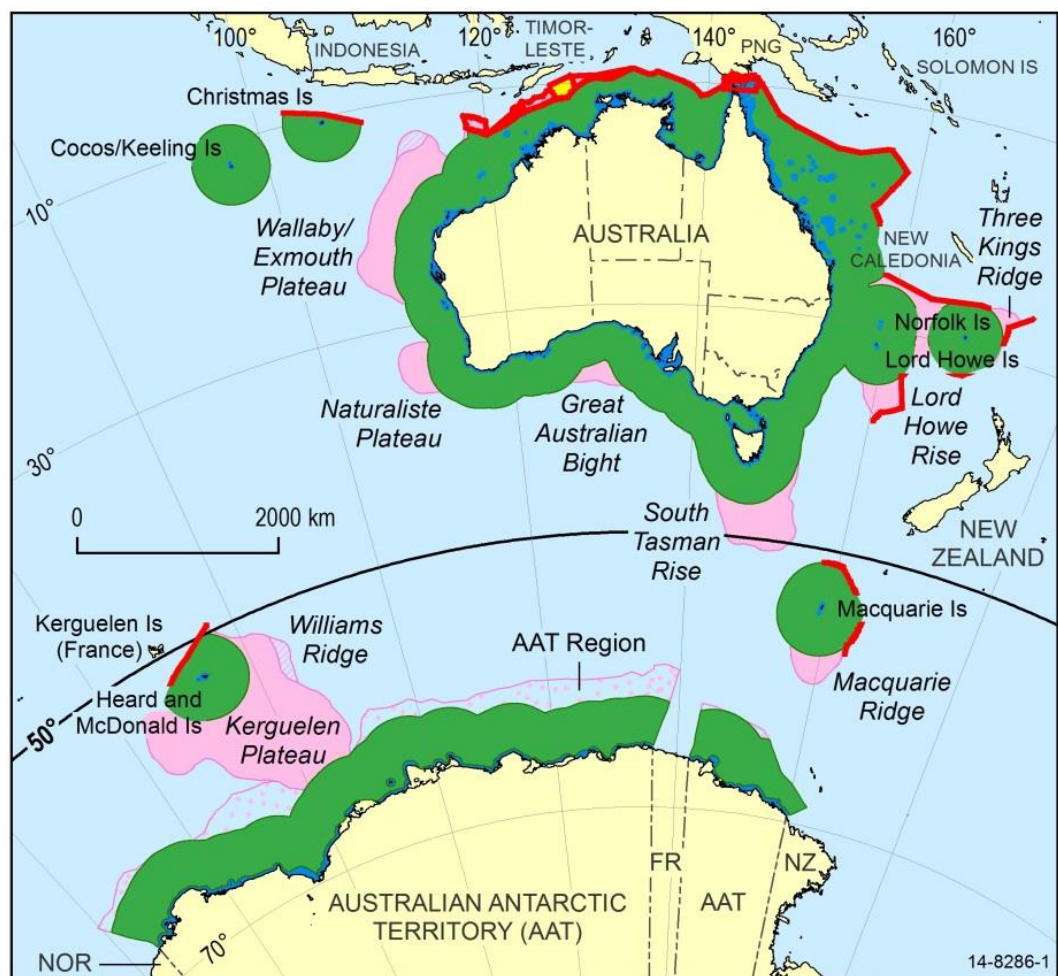 100°
INDONESIA
120°
TIMOR-
LESTE
140°
PNG
160°
SOLOMON IS
Christmas Is
Cocos/Keeling Is
10°
Wallaby/
Exmouth
Plateau
AUSTRALIA
NEW
CALEDONIA
Three
Kings
Ridge
Norfolk Is
Lord Howe Is
30°
Naturaliste
Plateau
Great
Australian
Bight
Lord
Howe
Rise
0
2000 km
South
Tasman
Rise
NEW
ZEALAND
Kerguelen Is
(France)
Williams
Ridge
AAT Region
Macquarie Is
Heard and
McDonald Is
Kerguelen
Plateau
Macquarie
Ridge
50°
FR
NZ
AUSTRALIAN ANTARCTIC
TERRITORY (AAT)
AAT
70°
NOR
14-8286-1